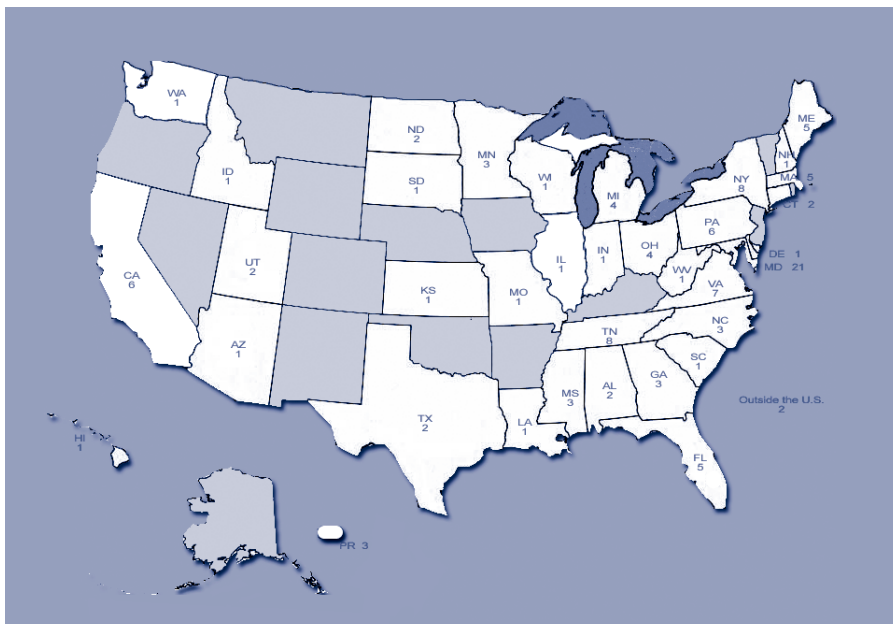 WA
1
ME
5
ND
2
MN
3
NH
1
ID
1
SD
1
WI
1
MI
4
NY
8
MA 5
CT 2
PA
6
UT
2
CA
6
KS
1
MO
1
IL
1
IN
1
OH
4
WV
1
VA
7
DE 1
MD 21
AZ
1
TN
8
NC
3
SC
1
MS
3
AL
2
GA
3
TX
2
LA
1
FL
5
Outside the U.S.
2
HI
1
PR 3